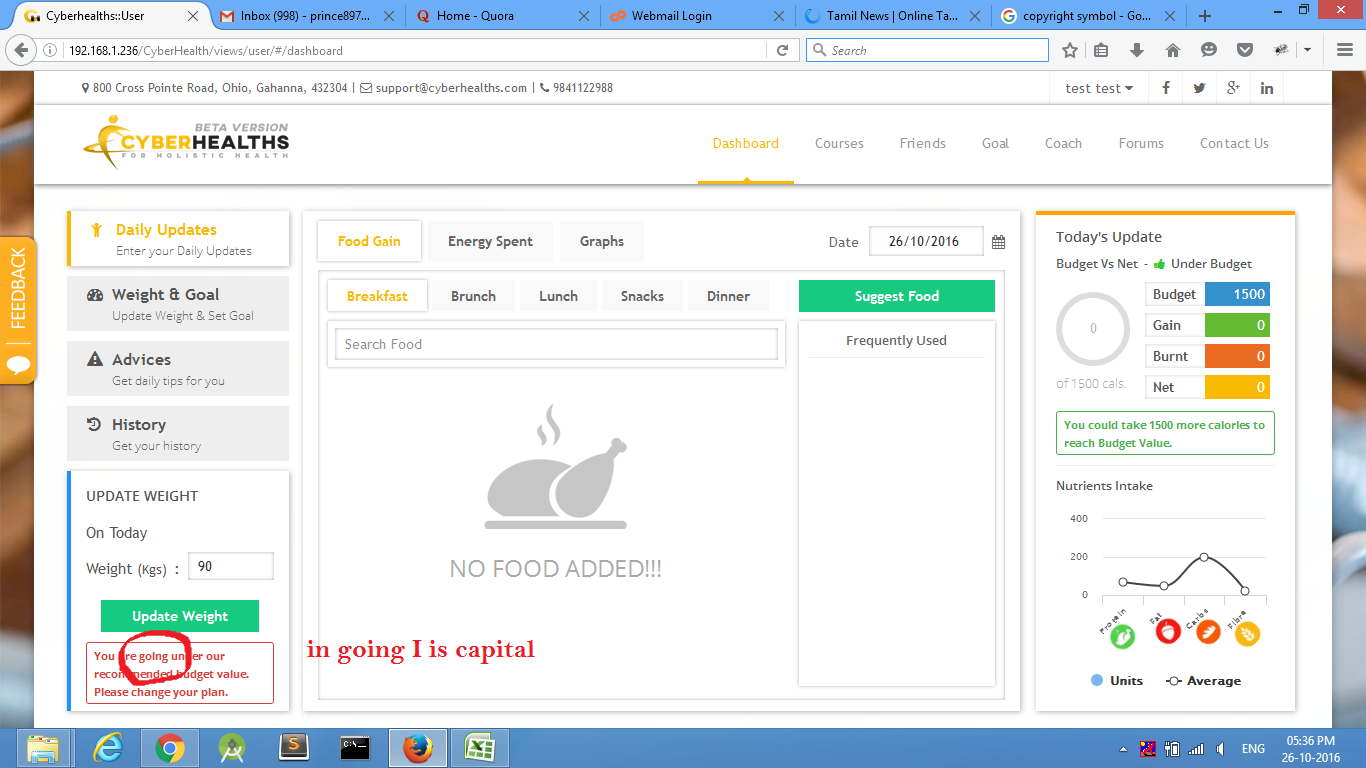 Cyberhealths::User
Inbox (998) - prince897...
Home - Quora
Webmail Login
Tamil News | Online Ta...
copyright symbol - Go...
192.168.1.236/CyberHealth/views/user/#/dashboard
Search
800 Cross Pointe Road, Ohio, Gahanna, 432304 | support@cyberhealths.com | 9841122988
test test
BETA VERSION
CYBERHEALTHS
FOR HOLISTIC HEALTH
Dashboard
Courses
Friends
Goal
Coach
Forums
Contact Us
FEEDBACK
Daily Updates
Enter your Daily Updates
Weight & Goal
Update Weight & Set Goal
Advices
Get daily tips for you
History
Get your history
UPDATE WEIGHT
On Today
Weight (Kgs) : 90
Update Weight
You are going under our
recommended budget value.
Please change your plan.
Food Gain
Energy Spent
Graphs
Date 26/10/2016
Breakfast
Brunch
Lunch
Snacks
Dinner
Suggest Food
Search Food
Frequently Used
NO FOOD ADDED!!!
in going I is capital
Today's Update
Budget Vs Net - Under Budget
0
of 1500 cals.
Budget 1500
Gain 0
Burnt 0
Net 0
You could take 1500 more calories to
reach Budget Value.
Nutrients Intake
400
200
0
Protein
Fat
Carbs
Fibre
Units
Average
C:\_
ENG
05:36 PM
26-10-2016